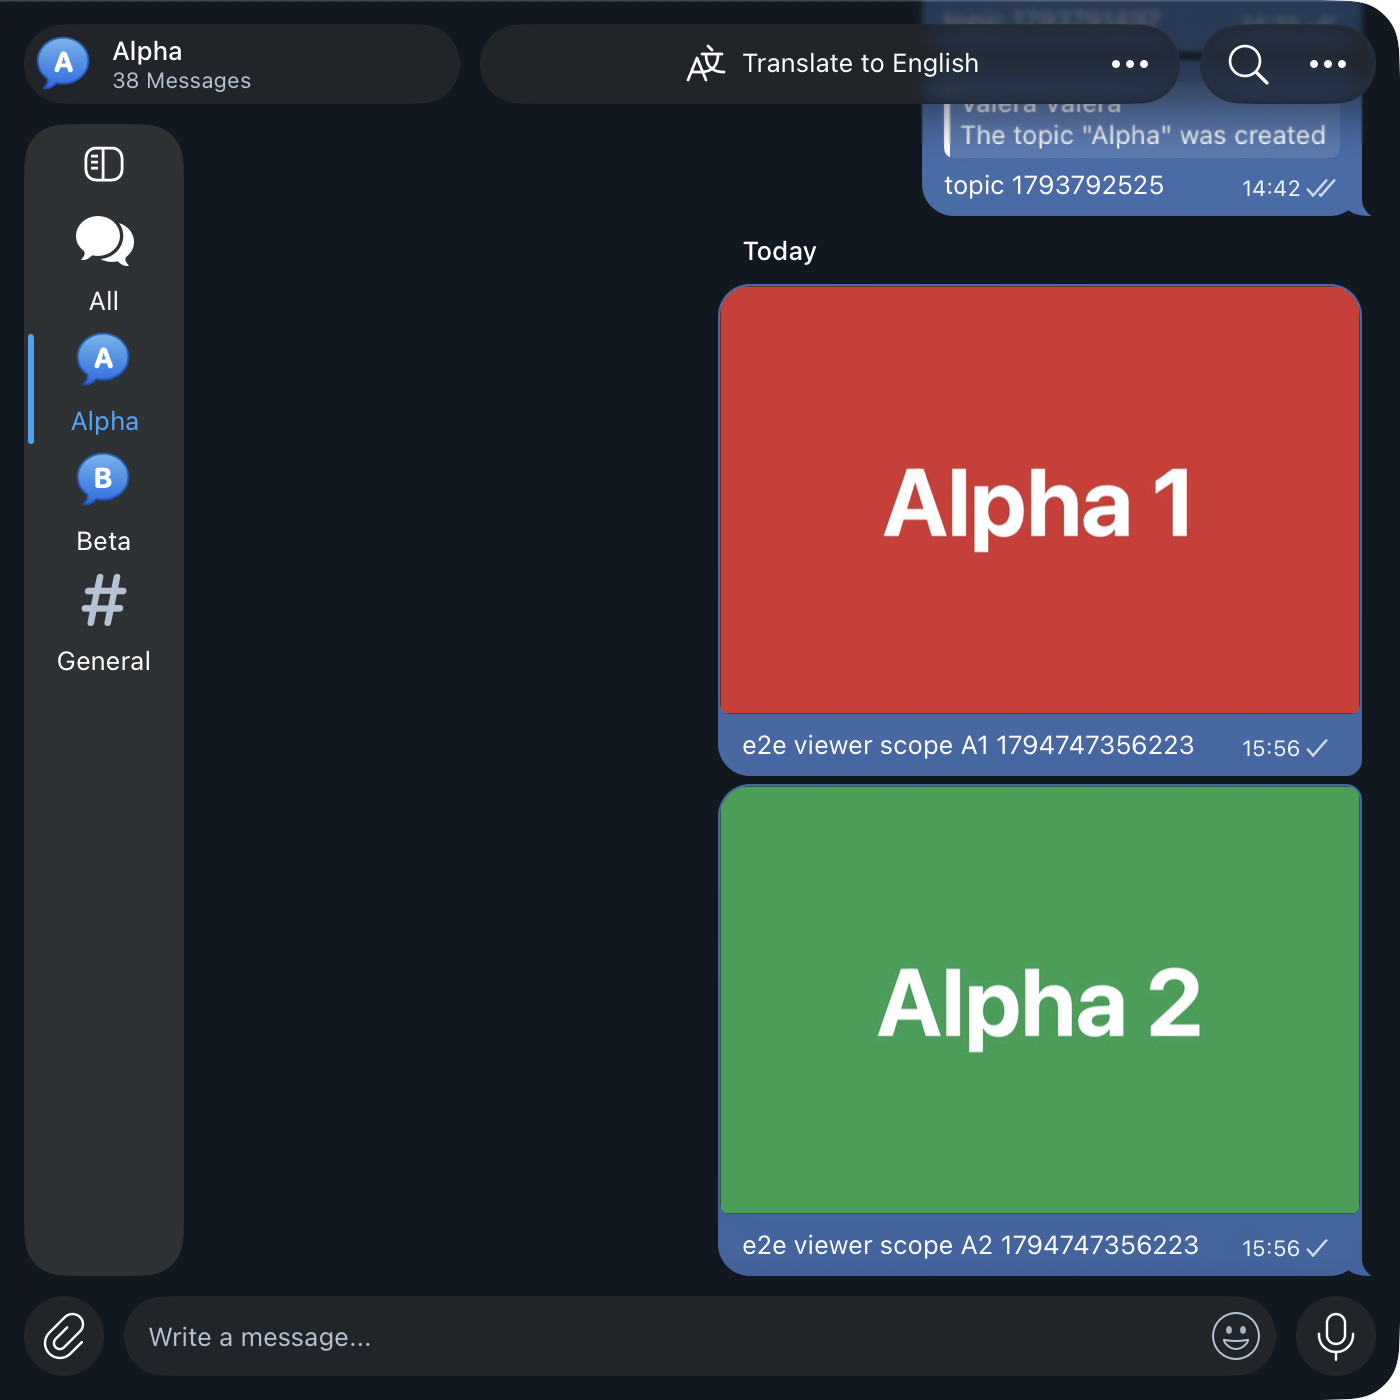 Alpha
38 Messages
Translate to English
Valera Valera
The topic "Alpha" was created
topic 1793792525
14:42
All
A
Alpha
B
Beta
#
General
Today
Alpha 1
e2e viewer scope A1 1794747356223
15:56
Alpha 2
e2e viewer scope A2 1794747356223
15:56
Write a message...